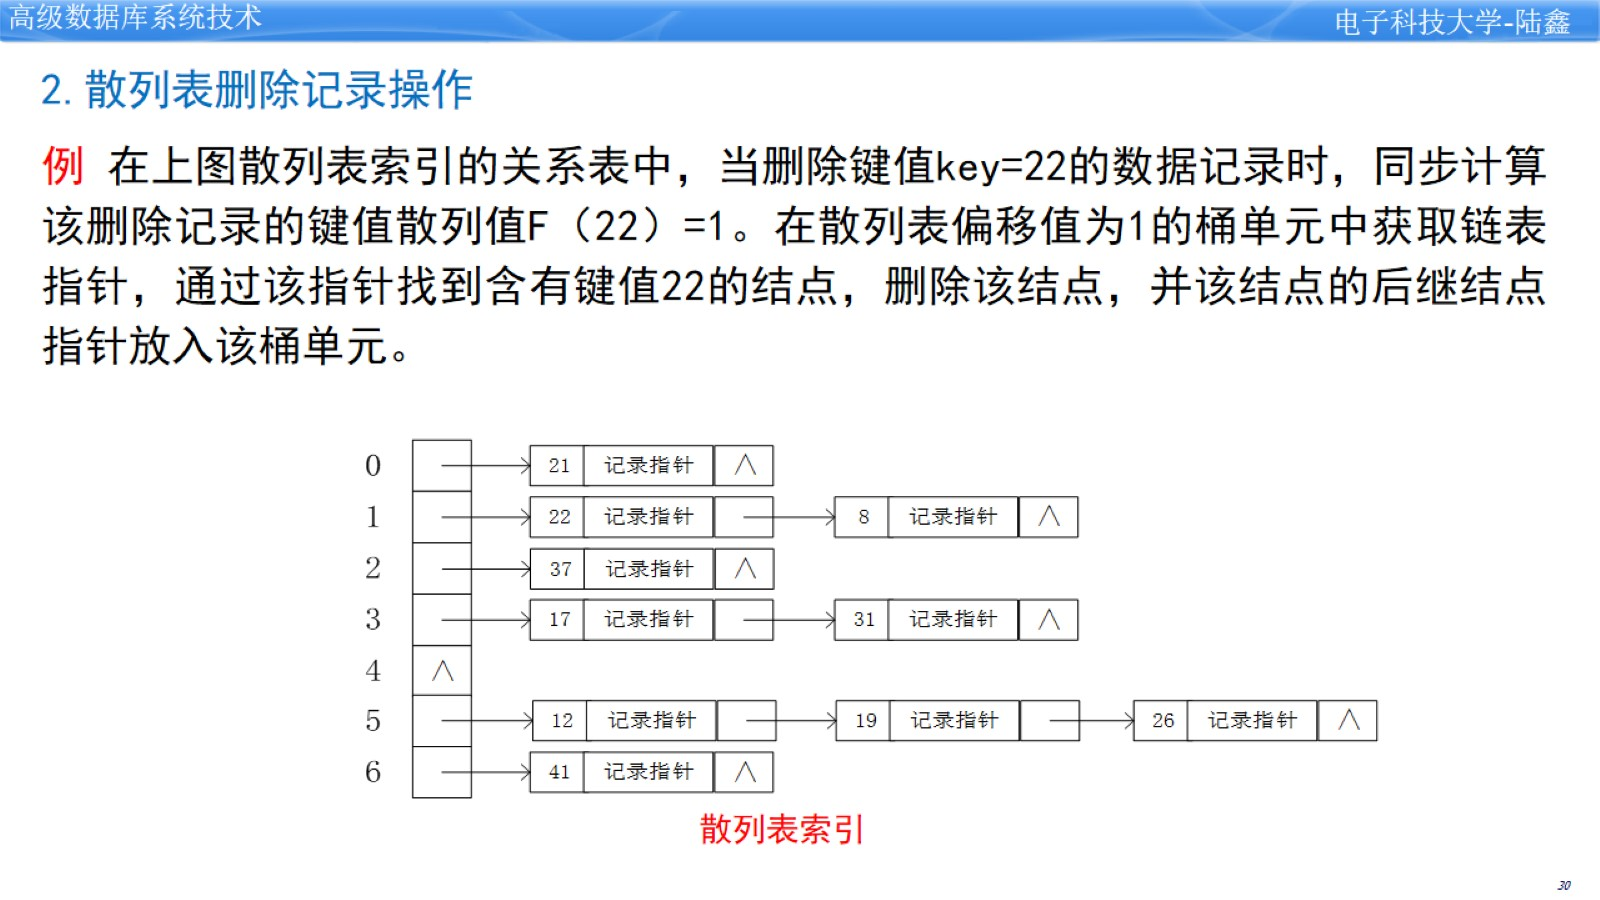 高级数据库系统技术
电子科技大学-陆鑫
2.散列表删除记录操作
例 在上图散列表索引的关系表中，当删除键值key=22的数据记录时，同步计算
该删除记录的键值散列值F（22）=1。在散列表偏移值为1的桶单元中获取链表
指针，通过该指针找到含有键值22的结点，删除该结点，并该结点的后继结点
指针放入该桶单元。
0 21 记录指针 ∧
1 22 记录指针 8 记录指针 ∧
2 37 记录指针 ∧
3 17 记录指针 31 记录指针 ∧
4 ∧
5 12 记录指针 19 记录指针 26 记录指针 ∧
6 41 记录指针 ∧
散列表索引
30